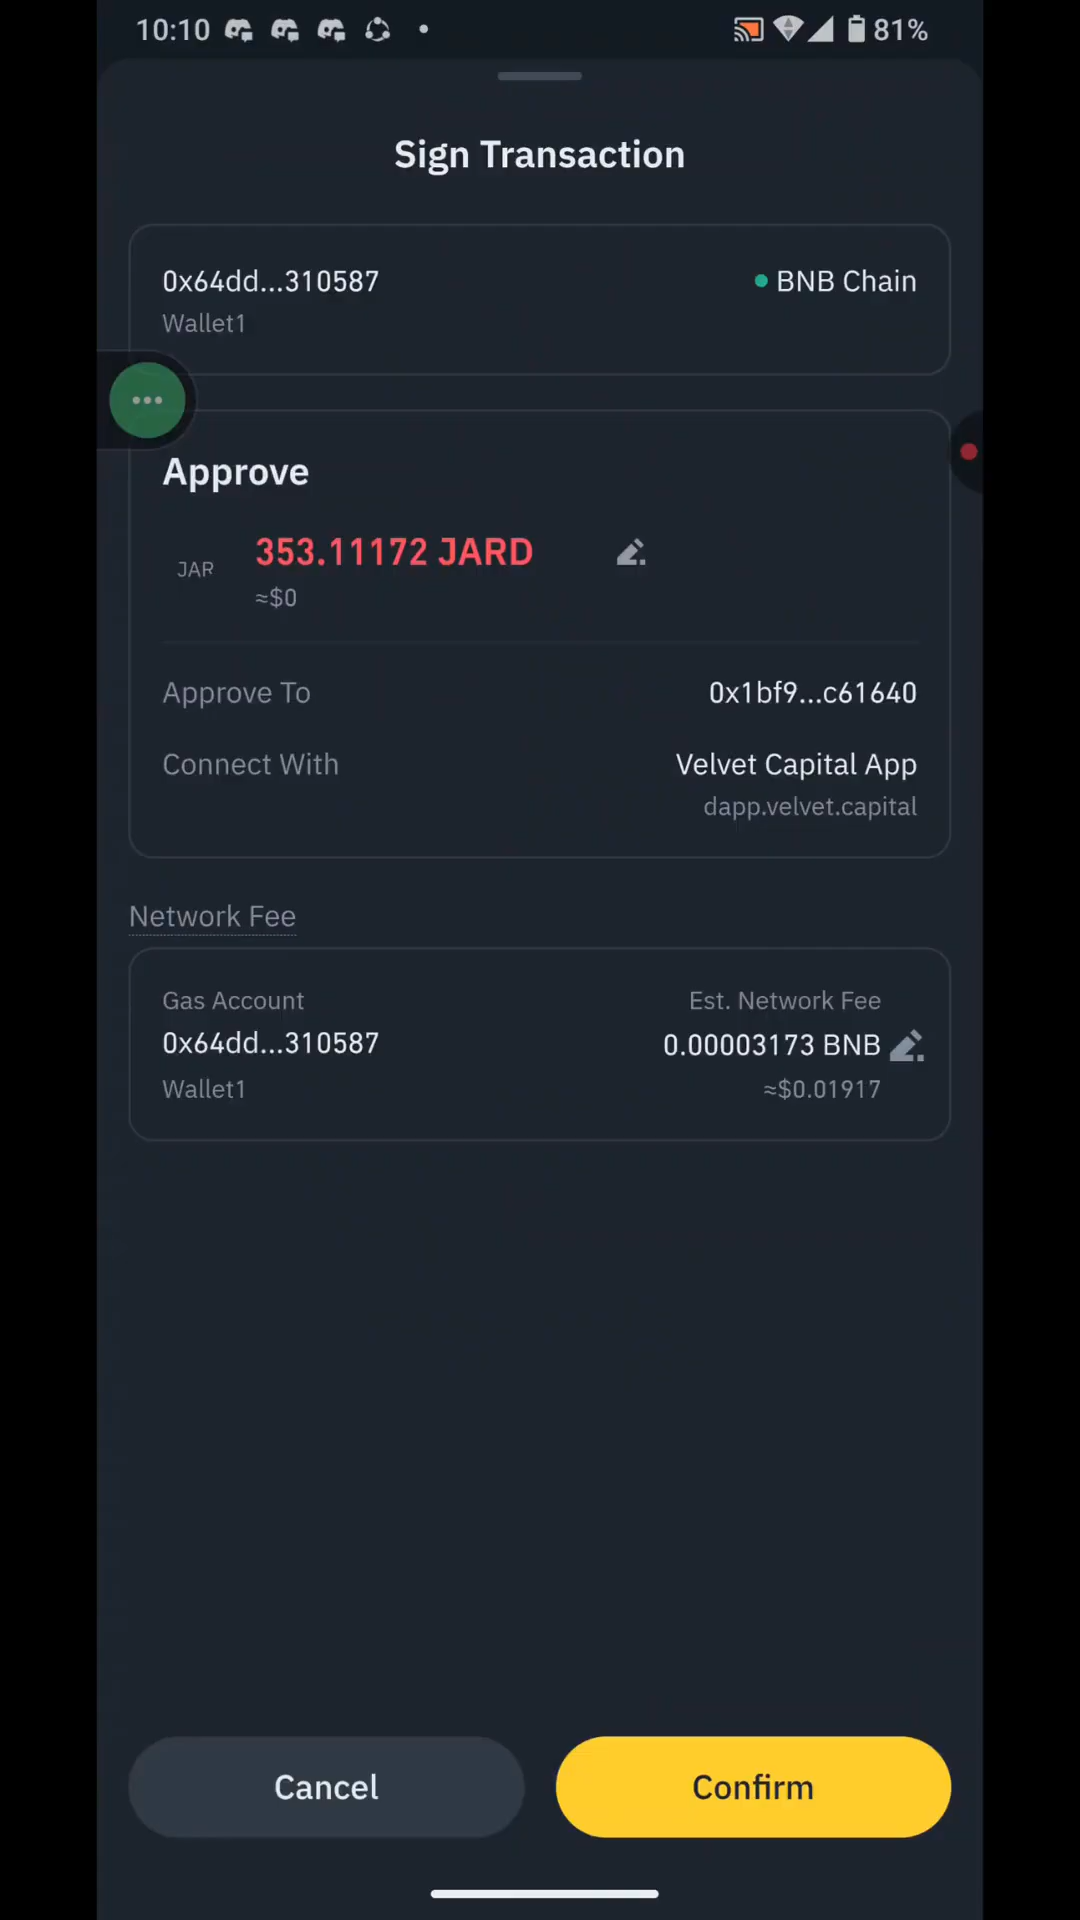 10:10
81%
Sign Transaction
0x64dd...310587
BNB Chain
Wallet1
Approve
JAR
353.11172 JARD
≈$0
Approve To
0x1bf9...c61640
Connect With
Velvet Capital App
dapp.velvet.capital
Network Fee
Gas Account
Est. Network Fee
0x64dd...310587
0.00003173 BNB
Wallet1
≈$0.01917
Cancel
Confirm